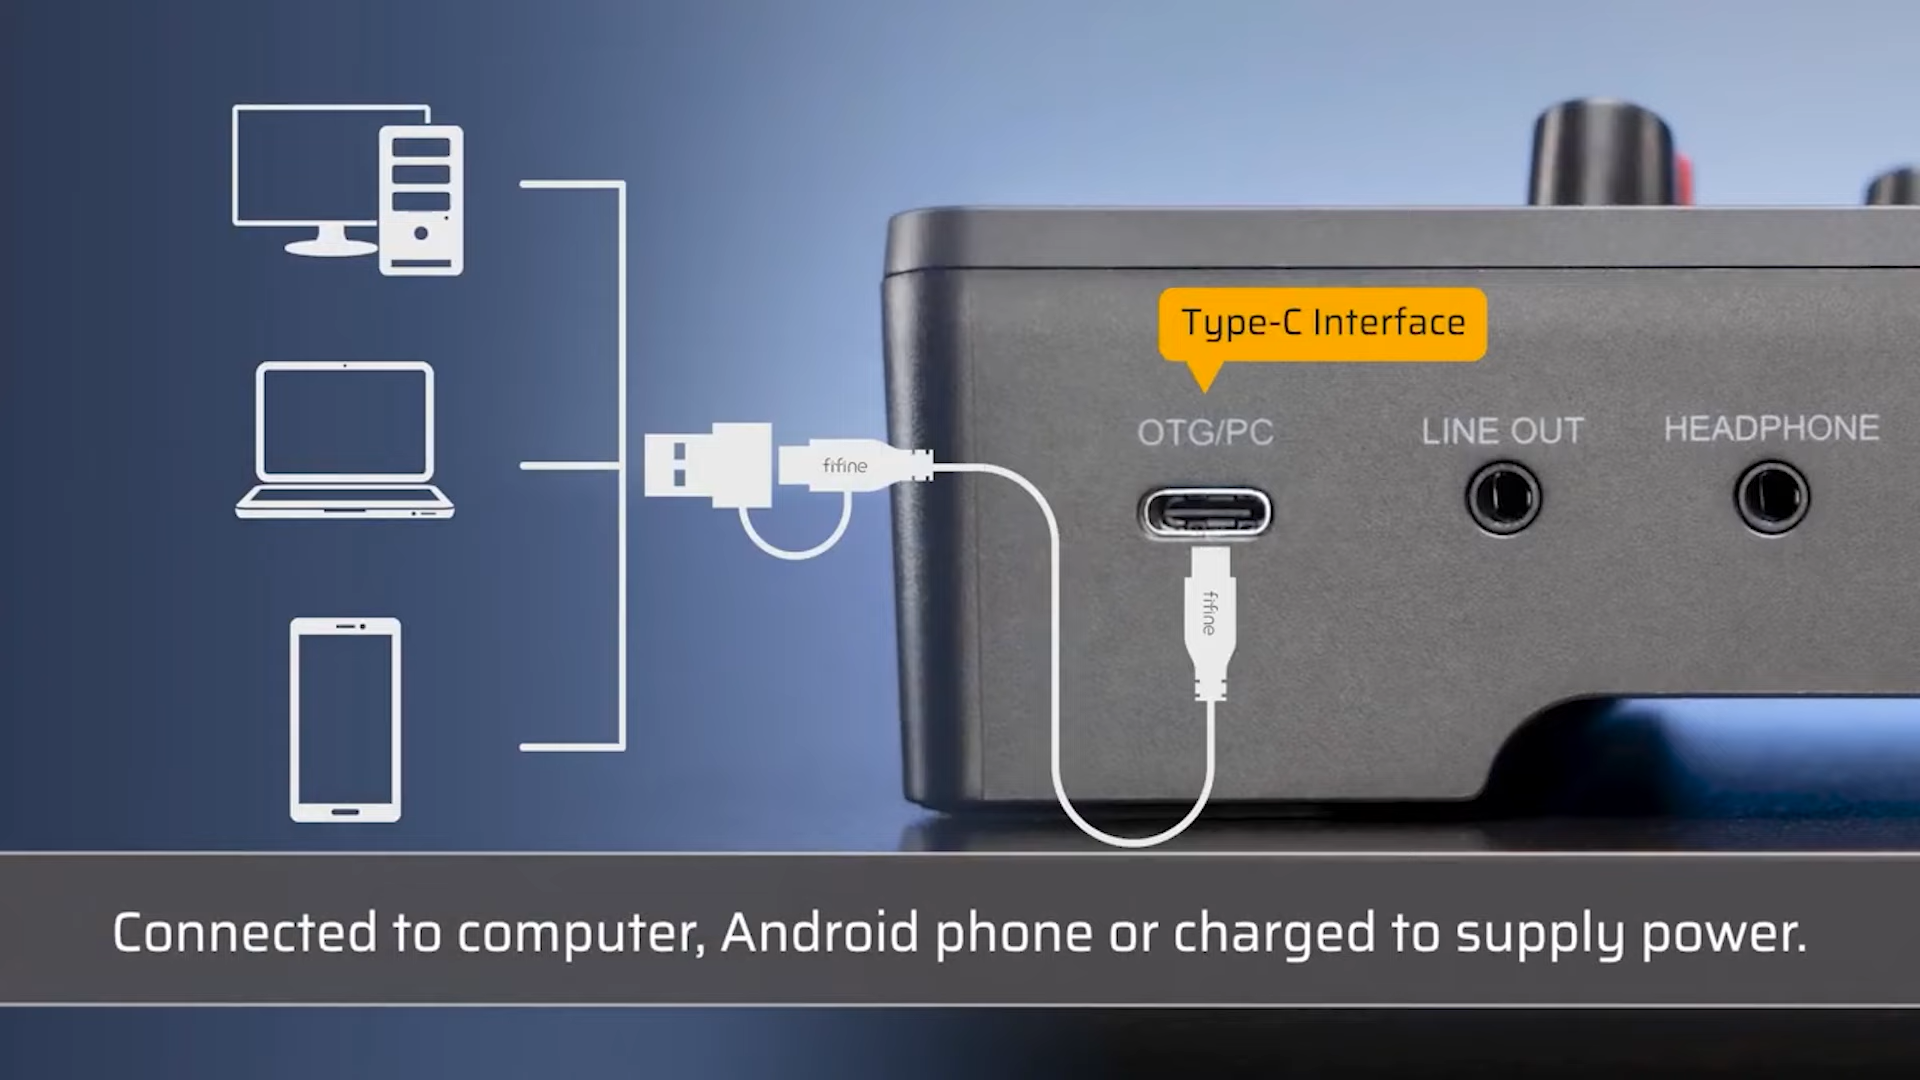 Type-C Interface
OTG/PC
LINE OUT
HEADPHONE
fifine
fifine
Connected to computer, Android phone or charged to supply power.